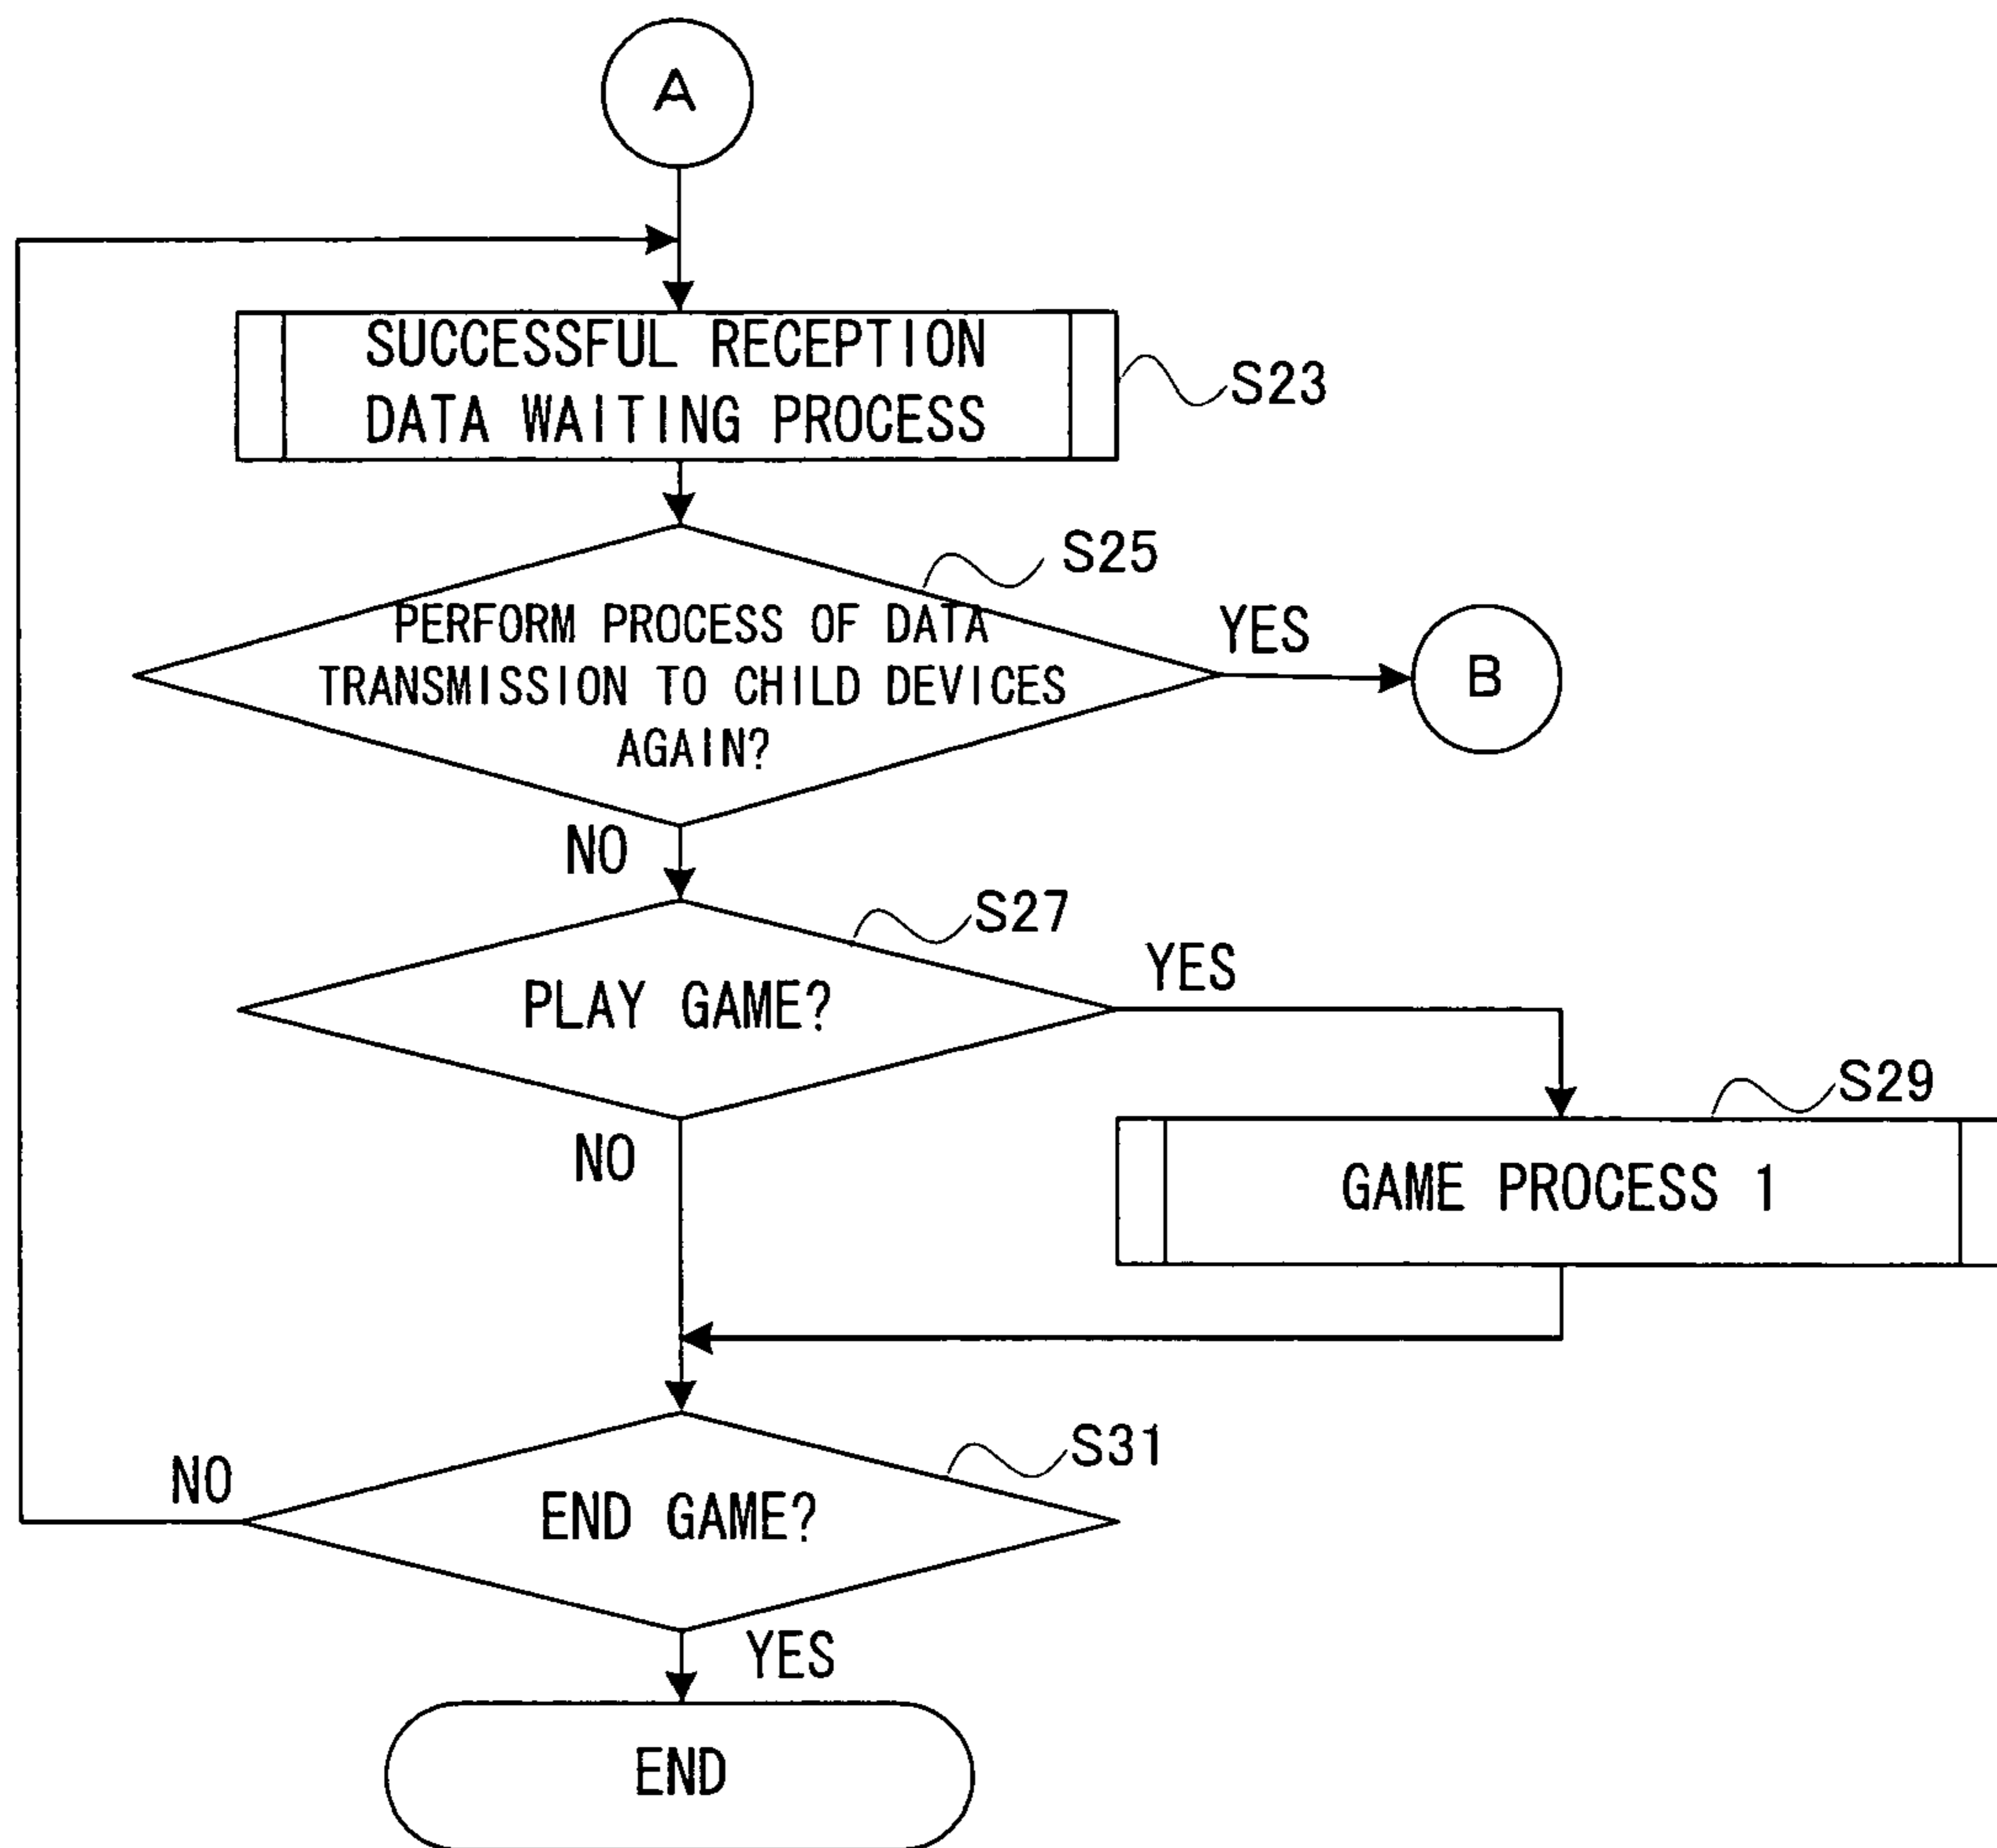 A
SUCCESSFUL RECEPTION
DATA WAITING PROCESS
S23
S25
PERFORM PROCESS OF DATA
TRANSMISSION TO CHILD DEVICES
AGAIN?
YES
B
NO
S27
PLAY GAME?
YES
S29
NO
GAME PROCESS 1
S31
NO
END GAME?
YES
END